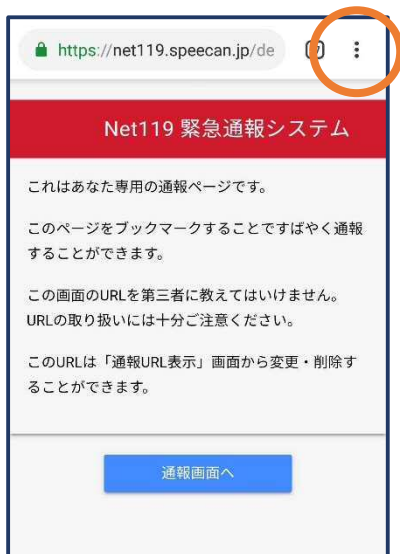 https://net119.speecan.jp/de
Net119 緊急通報システム
これはあなた専用の通報ページです。
このページをブックマークすることですばやく通報
することができます。
この画面のURLを第三者に教えてはいけません。
URLの取り扱いには十分ご注意ください。
このURLは「通報URL表示」画面から変更・削除す
ることができます。
通報画面へ